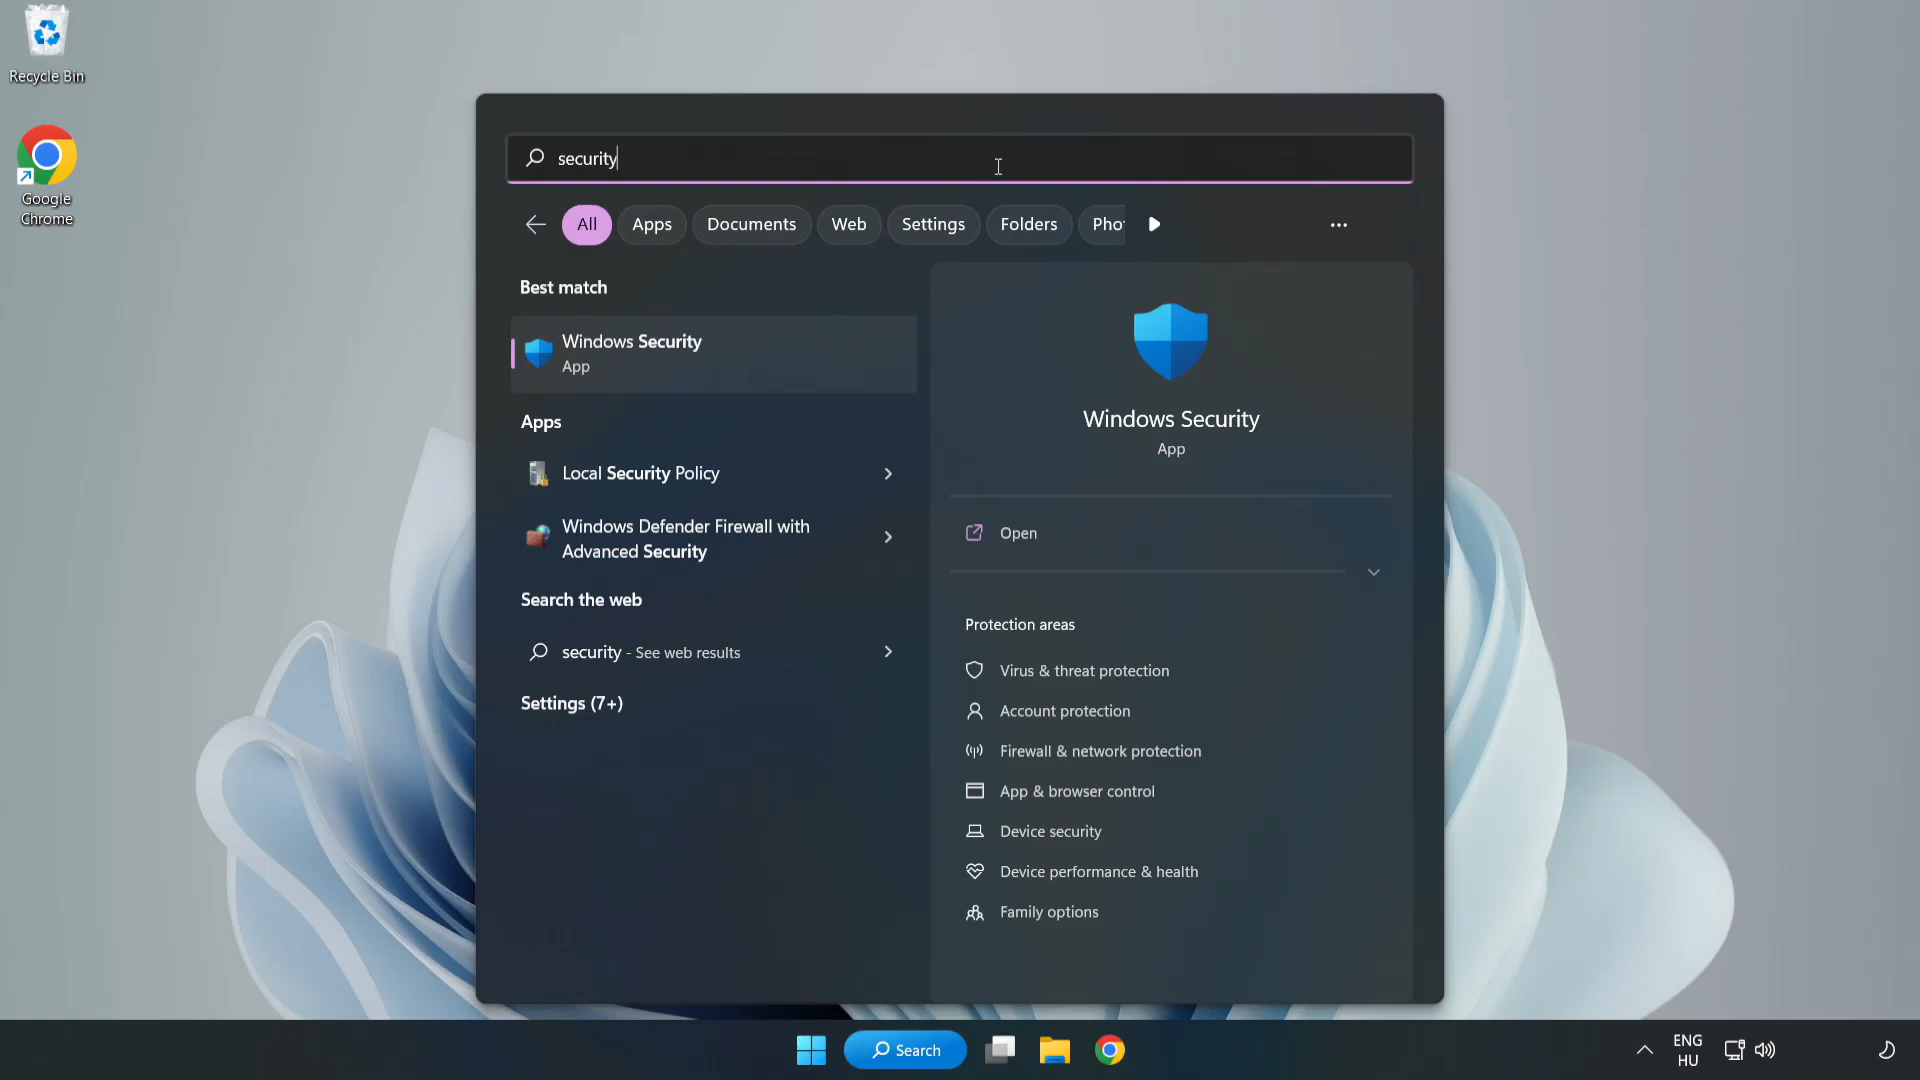 Recycle Bin
Google
Chrome
security
All
Apps
Documents
Web
Settings
Folders
Best match
Windows Security
App
Apps
Local Security Policy
Windows Defender Firewall with
Advanced Security
Search the web
security - See web results
Settings (7+)
Windows Security
App
Open
Protection areas
Virus & threat protection
Account protection
Firewall & network protection
App & browser control
Device security
Device performance & health
Family options
Search
ENG
HU